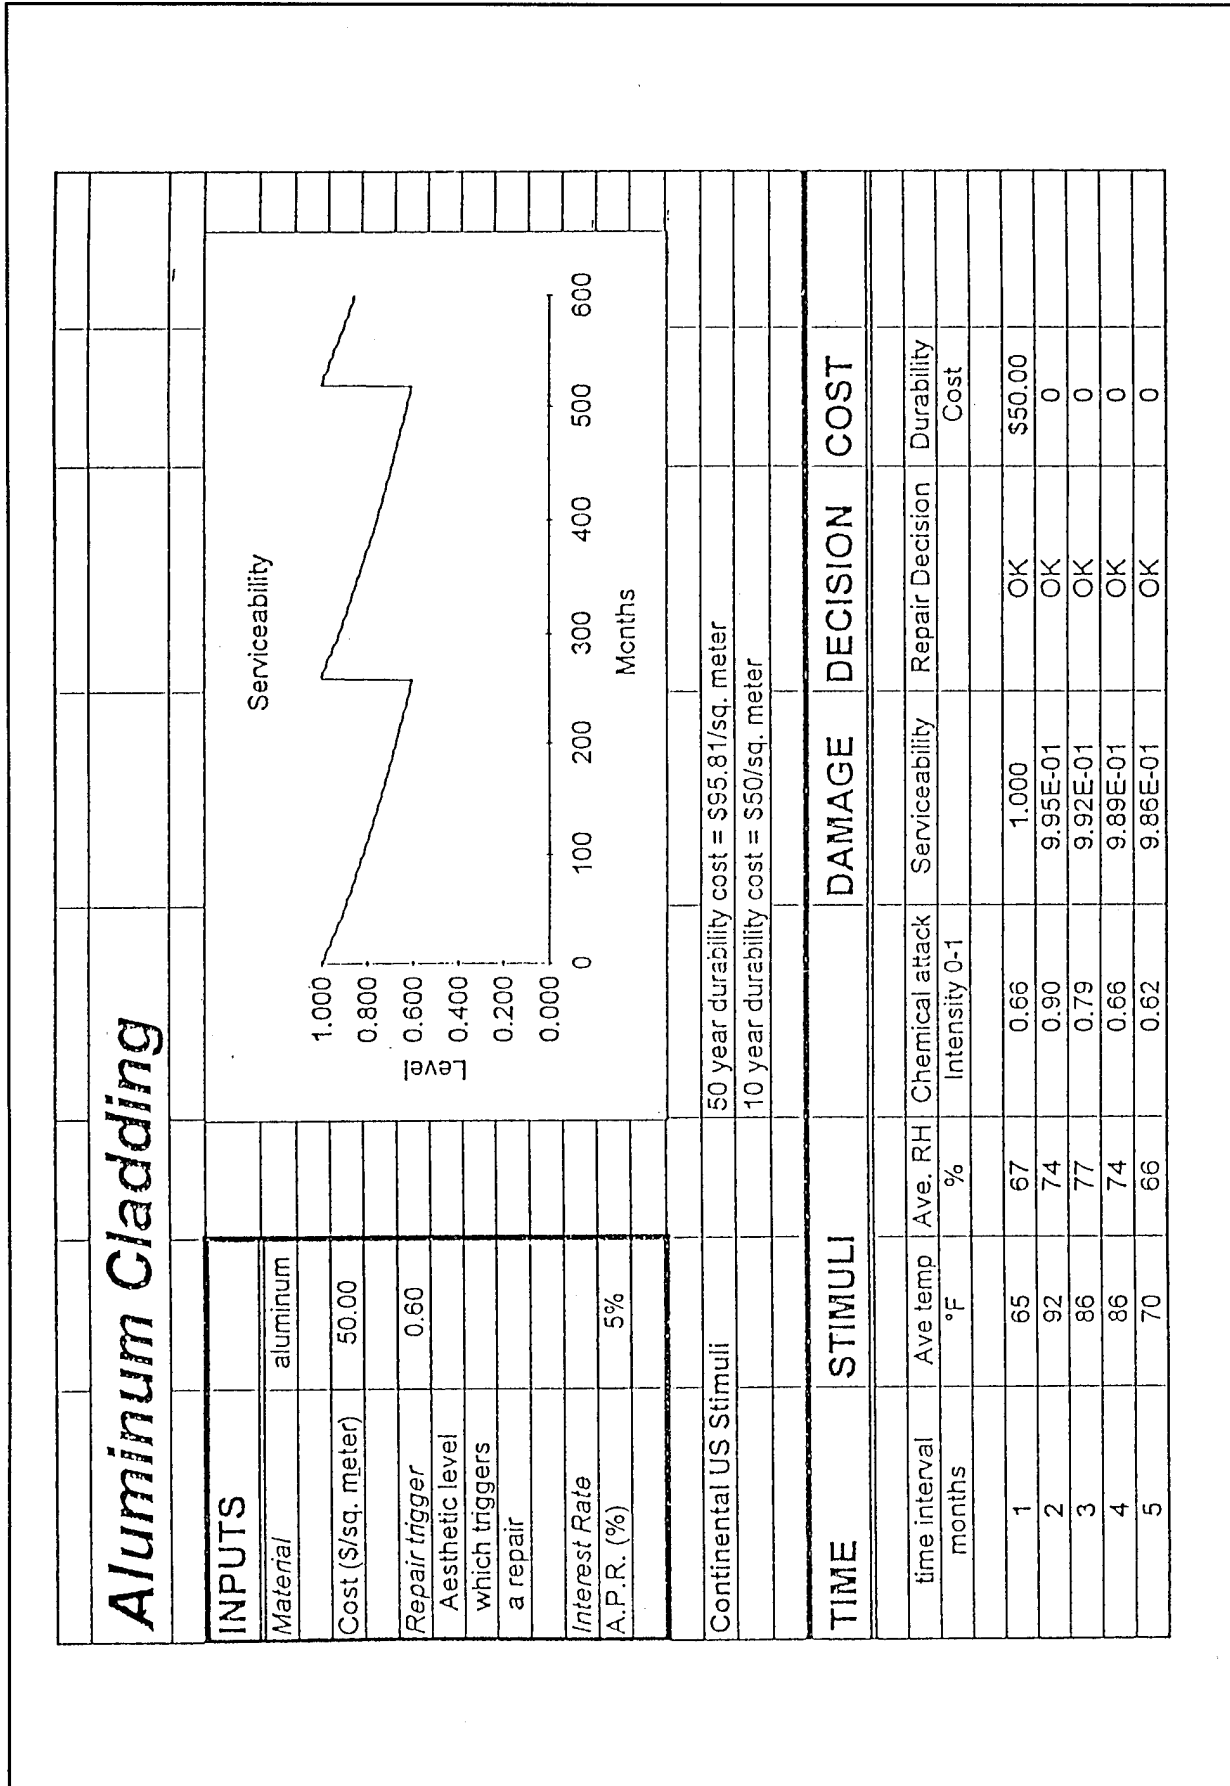 Aluminum Cladding
INPUTS
Material aluminum
Cost ($/sq. meter) 50.00
Repair trigger 0.60
Aesthetic level
which triggers
a repair
Interest Rate
A.P.R. (%) 5%
Serviceability
Level
1.000
0.800
0.600
0.400
0.200
0.000
0 100 200 300 400 500 600
Months
Continental US Stimuli 50 year durability cost = $95.81/sq. meter
10 year durability cost = $50/sq. meter
TIME STIMULI DAMAGE DECISION COST
time interval Ave temp Ave. RH Chemical attack Serviceability Repair Decision Durability
months °F % Intensity 0-1 Cost
1 65 67 0.66 1.000 OK $50.00
2 92 74 0.90 9.95E-01 OK 0
3 86 77 0.79 9.92E-01 OK 0
4 86 74 0.66 9.89E-01 OK 0
5 70 66 0.62 9.86E-01 OK 0